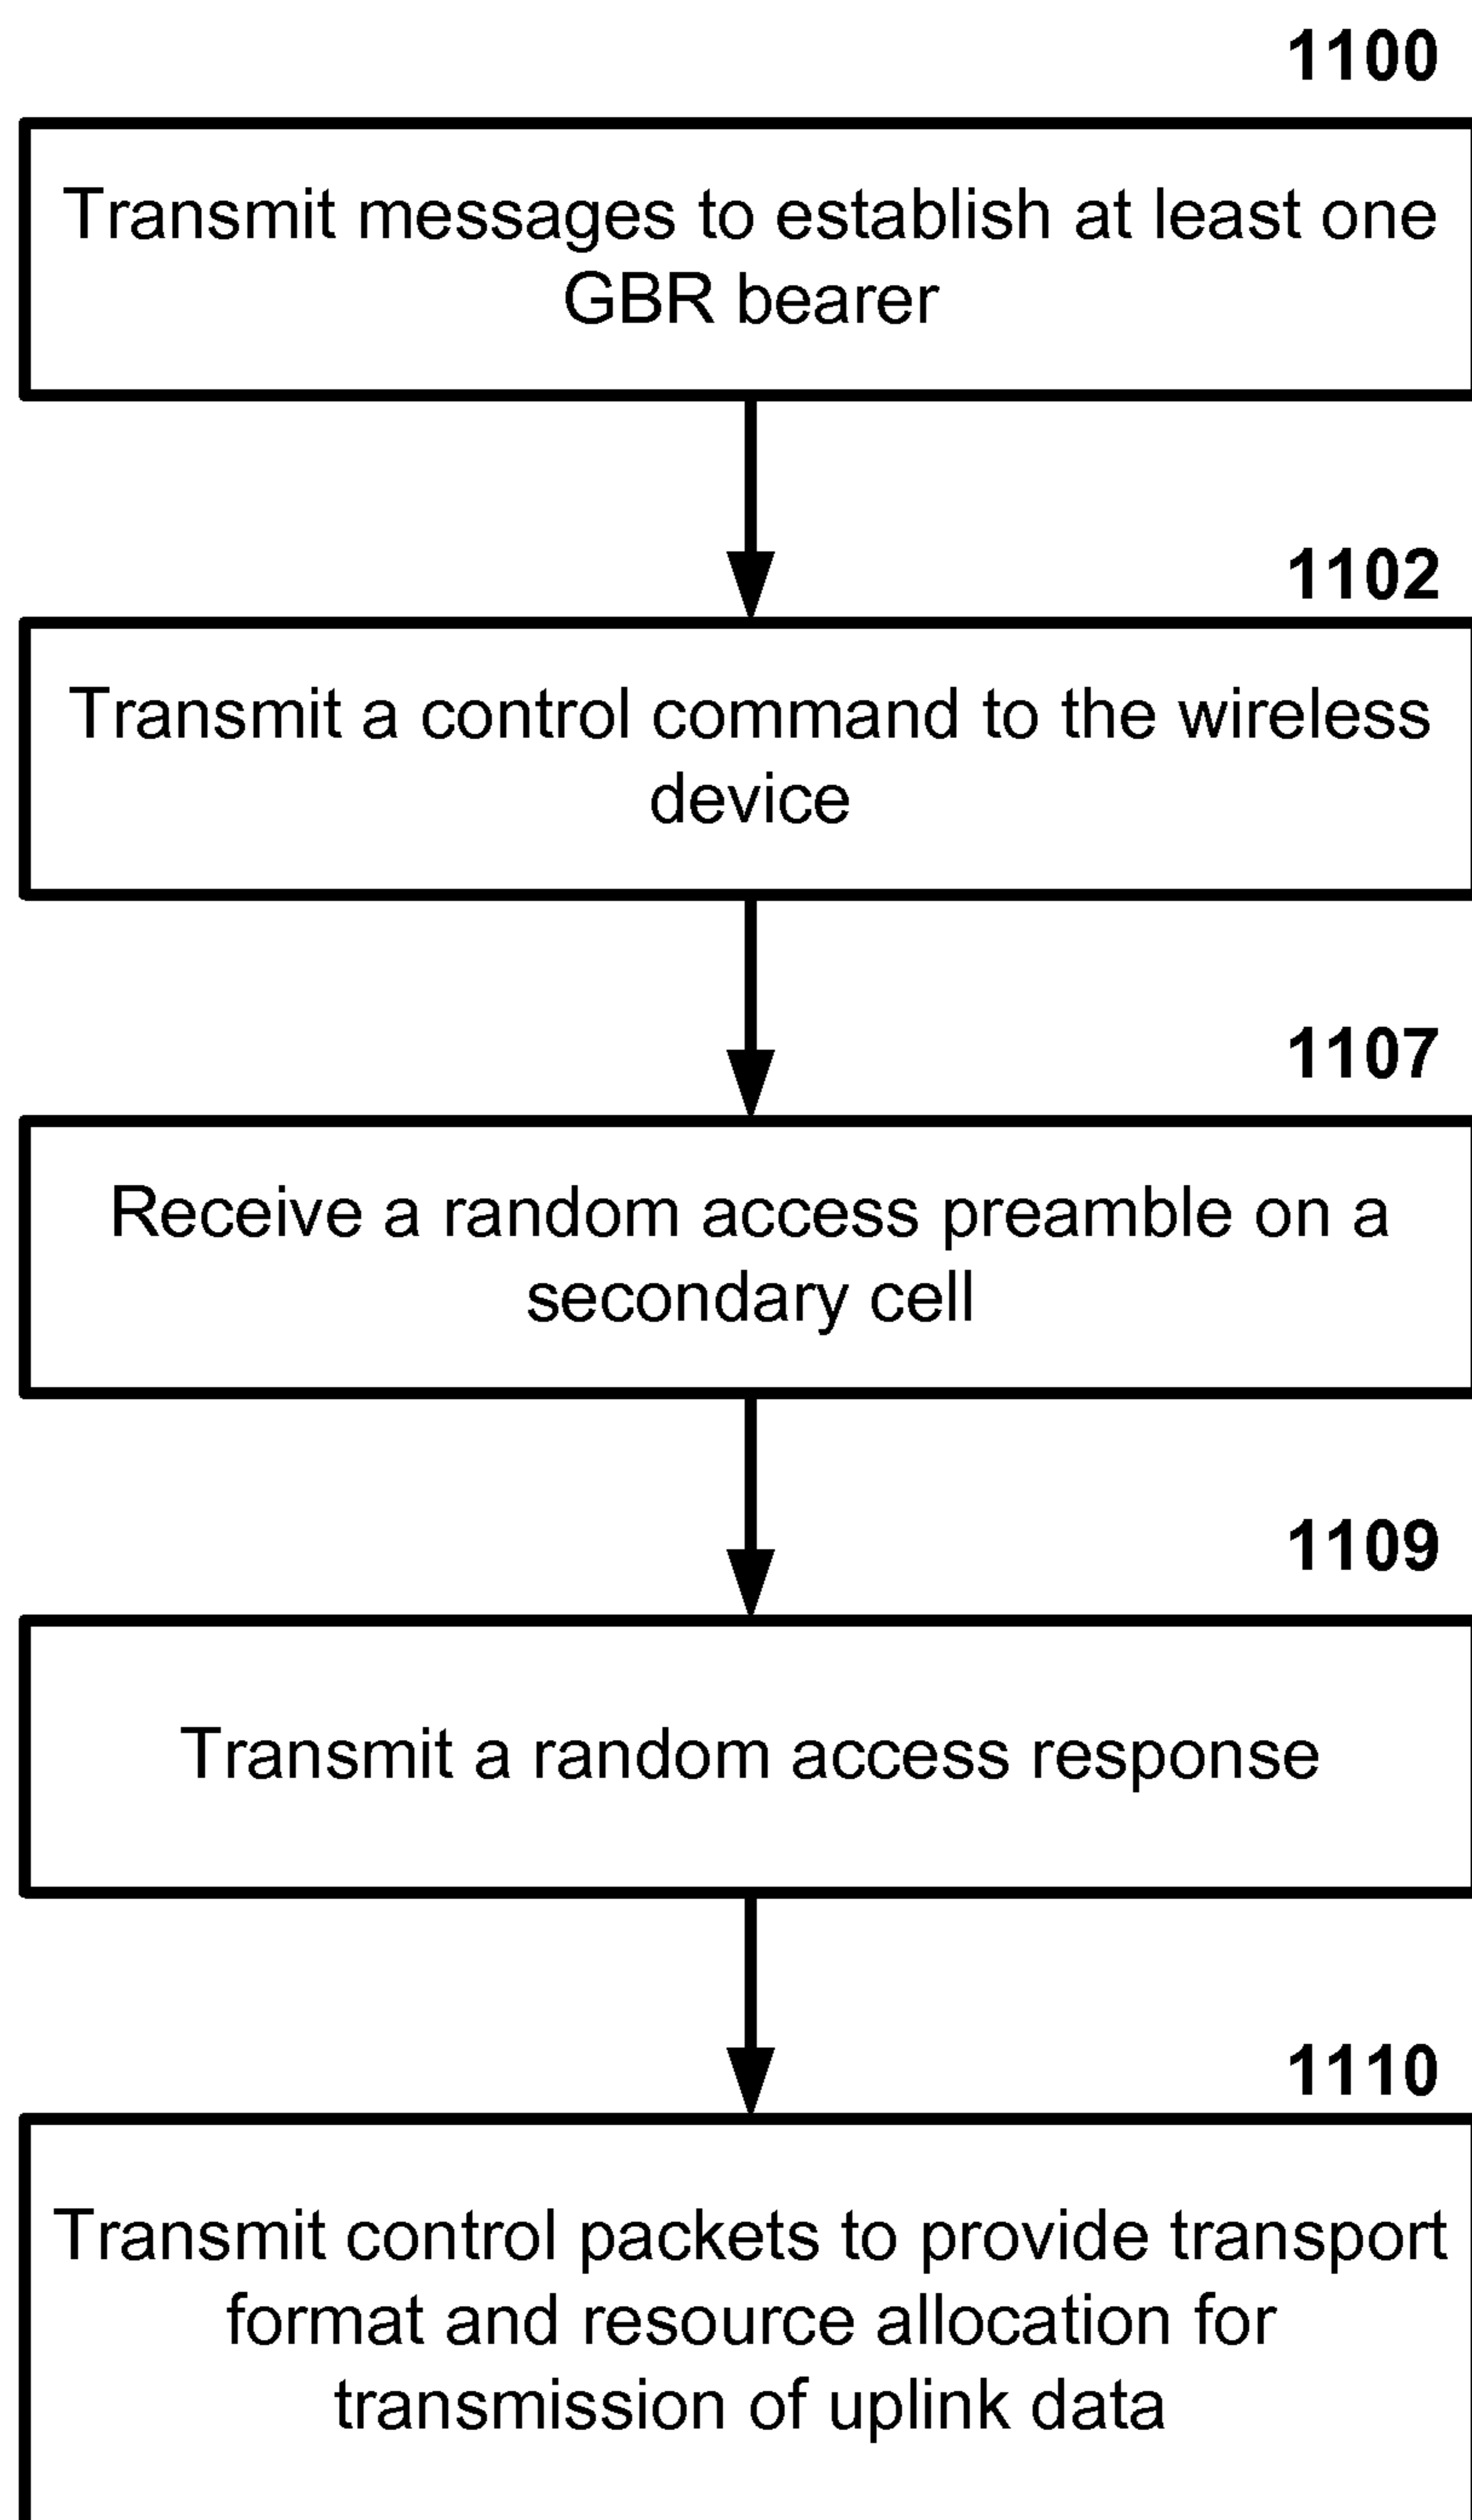 1100
Transmit messages to establish at least one
GBR bearer
1102
Transmit a control command to the wireless
device
1107
Receive a random access preamble on a
secondary cell
1109
Transmit a random access response
1110
Transmit control packets to provide transport
format and resource allocation for
transmission of uplink data